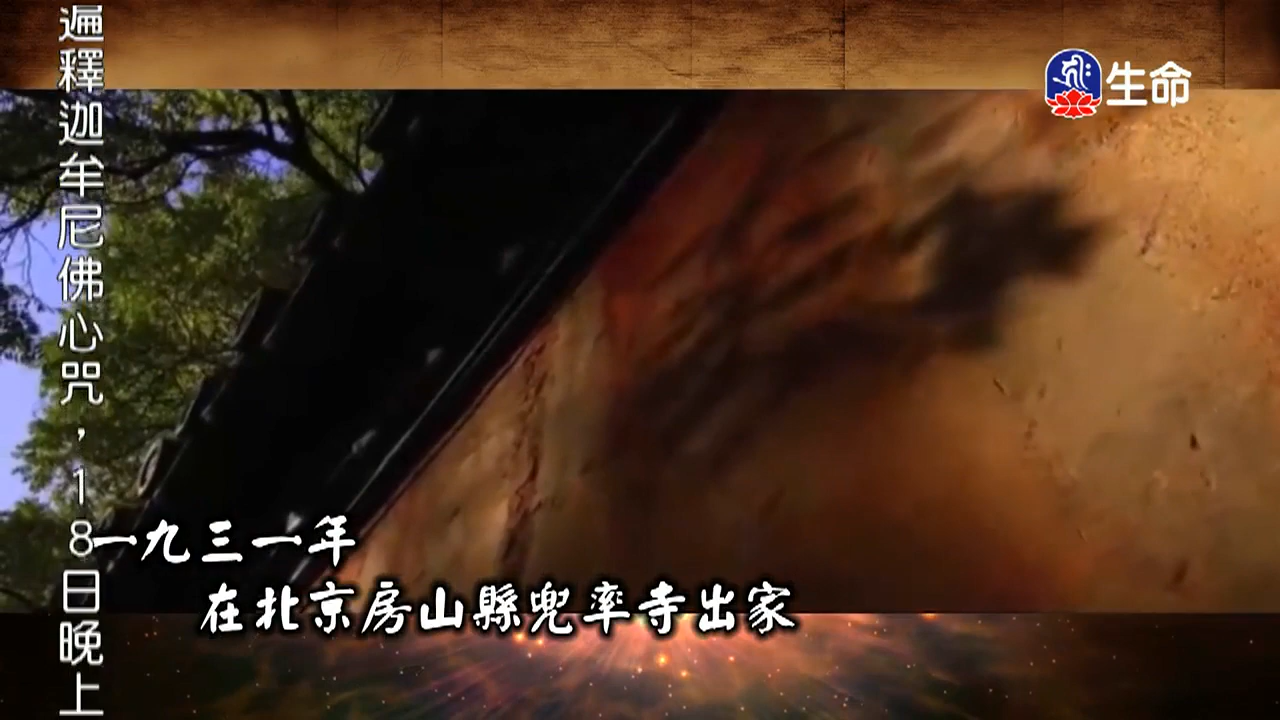 生命
遍釋迦牟尼佛心咒，18日晚上
一九三一年
在北京房山縣兜率寺出家